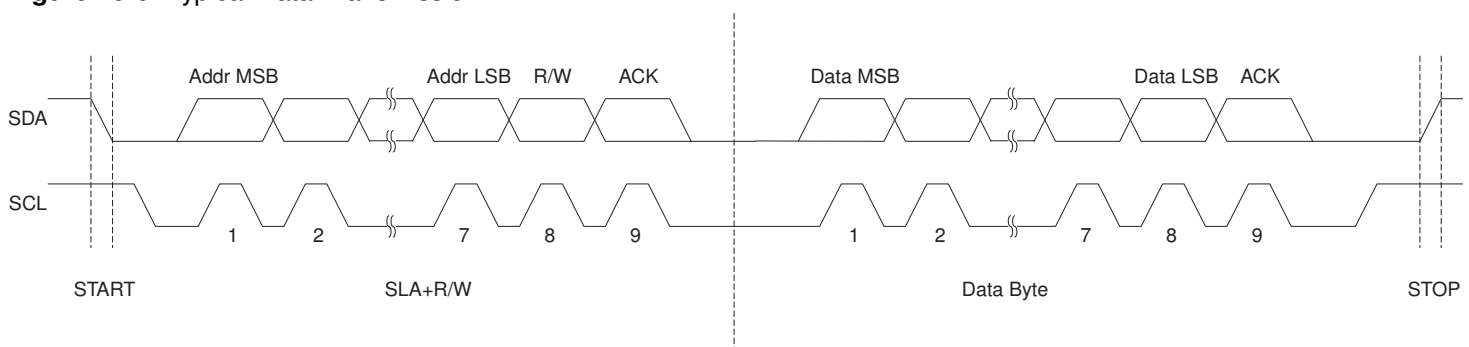 Addr MSB Addr LSB R/W ACK Data MSB Data LSB ACK
SDA
SCL
1 2 7 8 9 1 2 7 8 9
START SLA+R/W Data Byte STOP